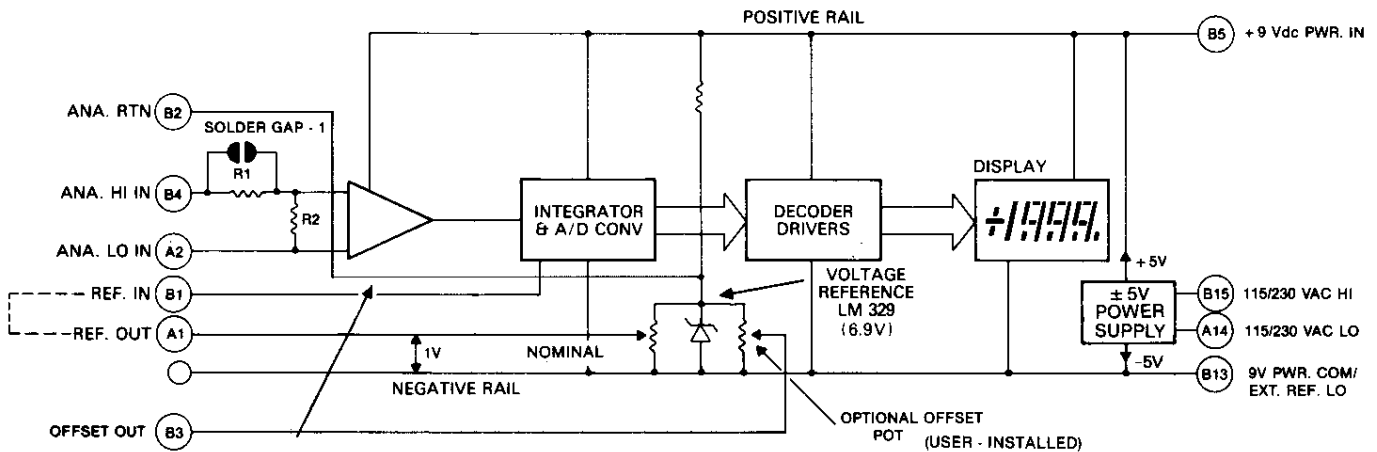 POSITIVE RAIL
B5 + 9 Vdc PWR. IN
ANA. RTN B2
SOLDER GAP - 1
R1
ANA. HI IN B4
R2
ANA. LO IN A2
INTEGRATOR
& A/D CONV
DECODER
DRIVERS
DISPLAY
+1999.
+5V
± 5V
POWER
SUPPLY
-5V
B15 115/230 VAC HI
A14 115/230 VAC LO
REF. IN B1
REF. OUT A1
1V
NOMINAL
NEGATIVE RAIL
VOLTAGE
REFERENCE
LM 329
(6.9V)
B13 9V PWR. COM/
EXT. REF. LO
OFFSET OUT B3
OPTIONAL OFFSET
POT
(USER - INSTALLED)